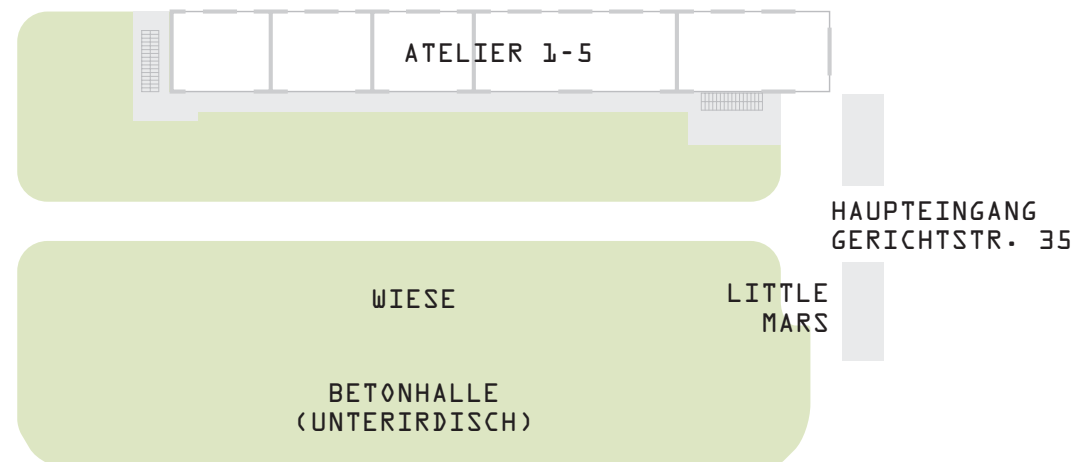 ATELIER 1-5
HAUPTEINGANG
GERICHTSTR. 35
WIESE
LITTLE
MARS
BETONHALLE
(UNTERIRDISCH)